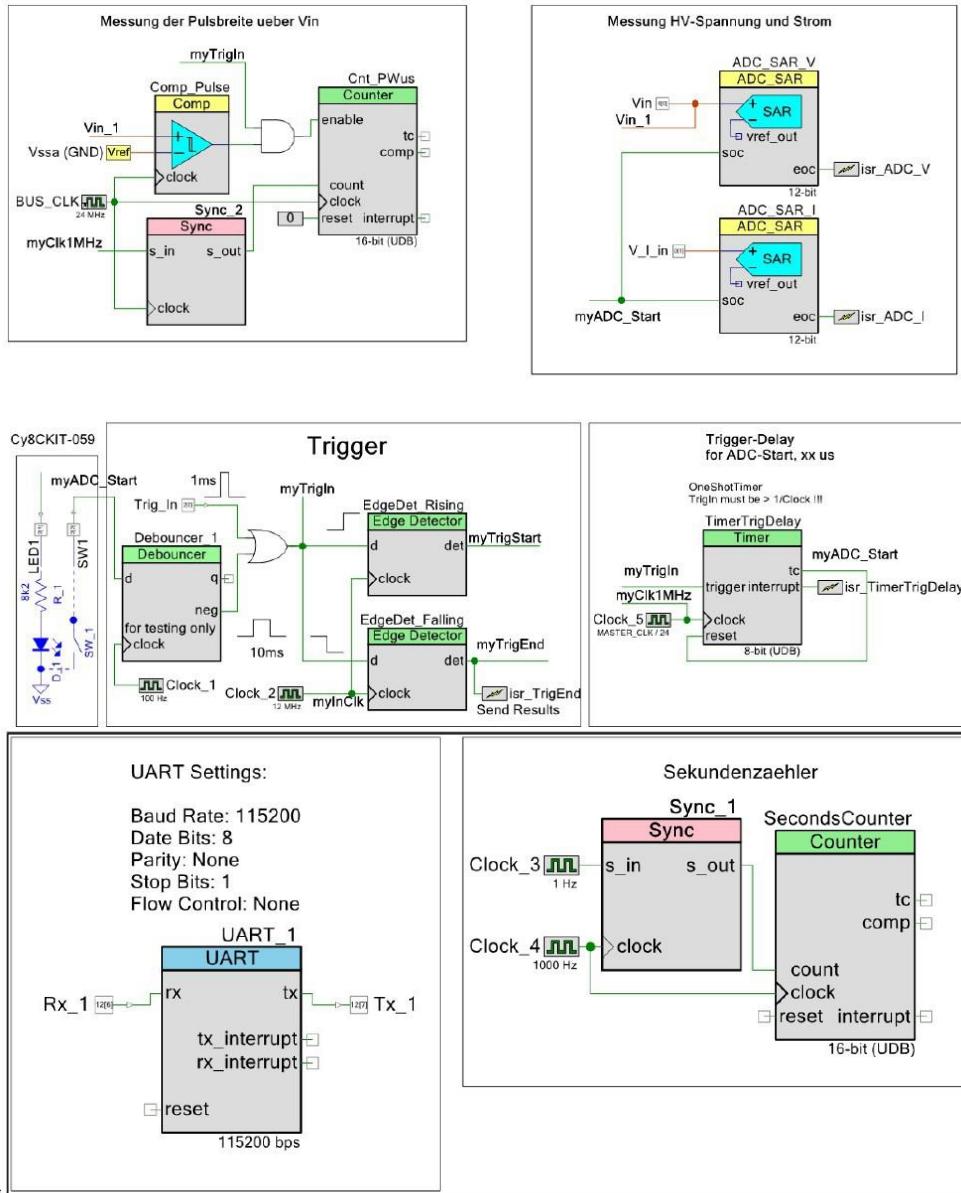 Messung der Pulsbreite ueber Vin
myTrigIn
Comp_Pulse
Comp
Vin_1
Vssa (GND)
Vref
clock
BUS_CLK
24 MHz
myClk1MHz
Sync_2
Sync
s_in
s_out
clock
Cnt_PWus
Counter
enable
tc
comp
count
clock
0
reset
interrupt
16-bit (UDB)
Messung HV-Spannung und Strom
ADC_SAR_V
ADC_SAR
Vin
Vin_1
SAR
vref_out
soc
eoc
isr_ADC_V
12-bit
ADC_SAR_I
ADC_SAR
V_I_in
SAR
vref_out
myADC_Start
soc
eoc
isr_ADC_I
12-bit
Cy8CKIT-059
LED1
SW1
8k2
R_1
D_1
SW_1
Vss
Trigger
myADC_Start
1ms
Trig_In
myTrigIn
Debouncer_1
Debouncer
d
q
neg
for testing only
clock
Clock_1
100 Hz
10ms
Clock_2
12 MHz
myInClk
EdgeDet_Rising
Edge Detector
d
det
myTrigStart
clock
EdgeDet_Falling
Edge Detector
d
det
myTrigEnd
clock
isr_TrigEnd
Send Results
Trigger-Delay
for ADC-Start, xx us
OneShotTimer
TrigIn must be > 1/Clock !!!
TimerTrigDelay
Timer
myADC_Start
tc
myTrigIn
trigger
interrupt
isr_TimerTrigDelay
myClk1MHz
Clock_5
MASTER_CLK / 24
clock
reset
8-bit (UDB)
UART Settings:
Baud Rate: 115200
Date Bits: 8
Parity: None
Stop Bits: 1
Flow Control: None
UART_1
UART
Rx_1
12[6]
rx
tx
12[7]
Tx_1
tx_interrupt
rx_interrupt
reset
115200 bps
Sekundenzaehler
Sync_1
Sync
Clock_3
1 Hz
s_in
s_out
Clock_4
1000 Hz
clock
SecondsCounter
Counter
tc
comp
count
clock
reset
interrupt
16-bit (UDB)